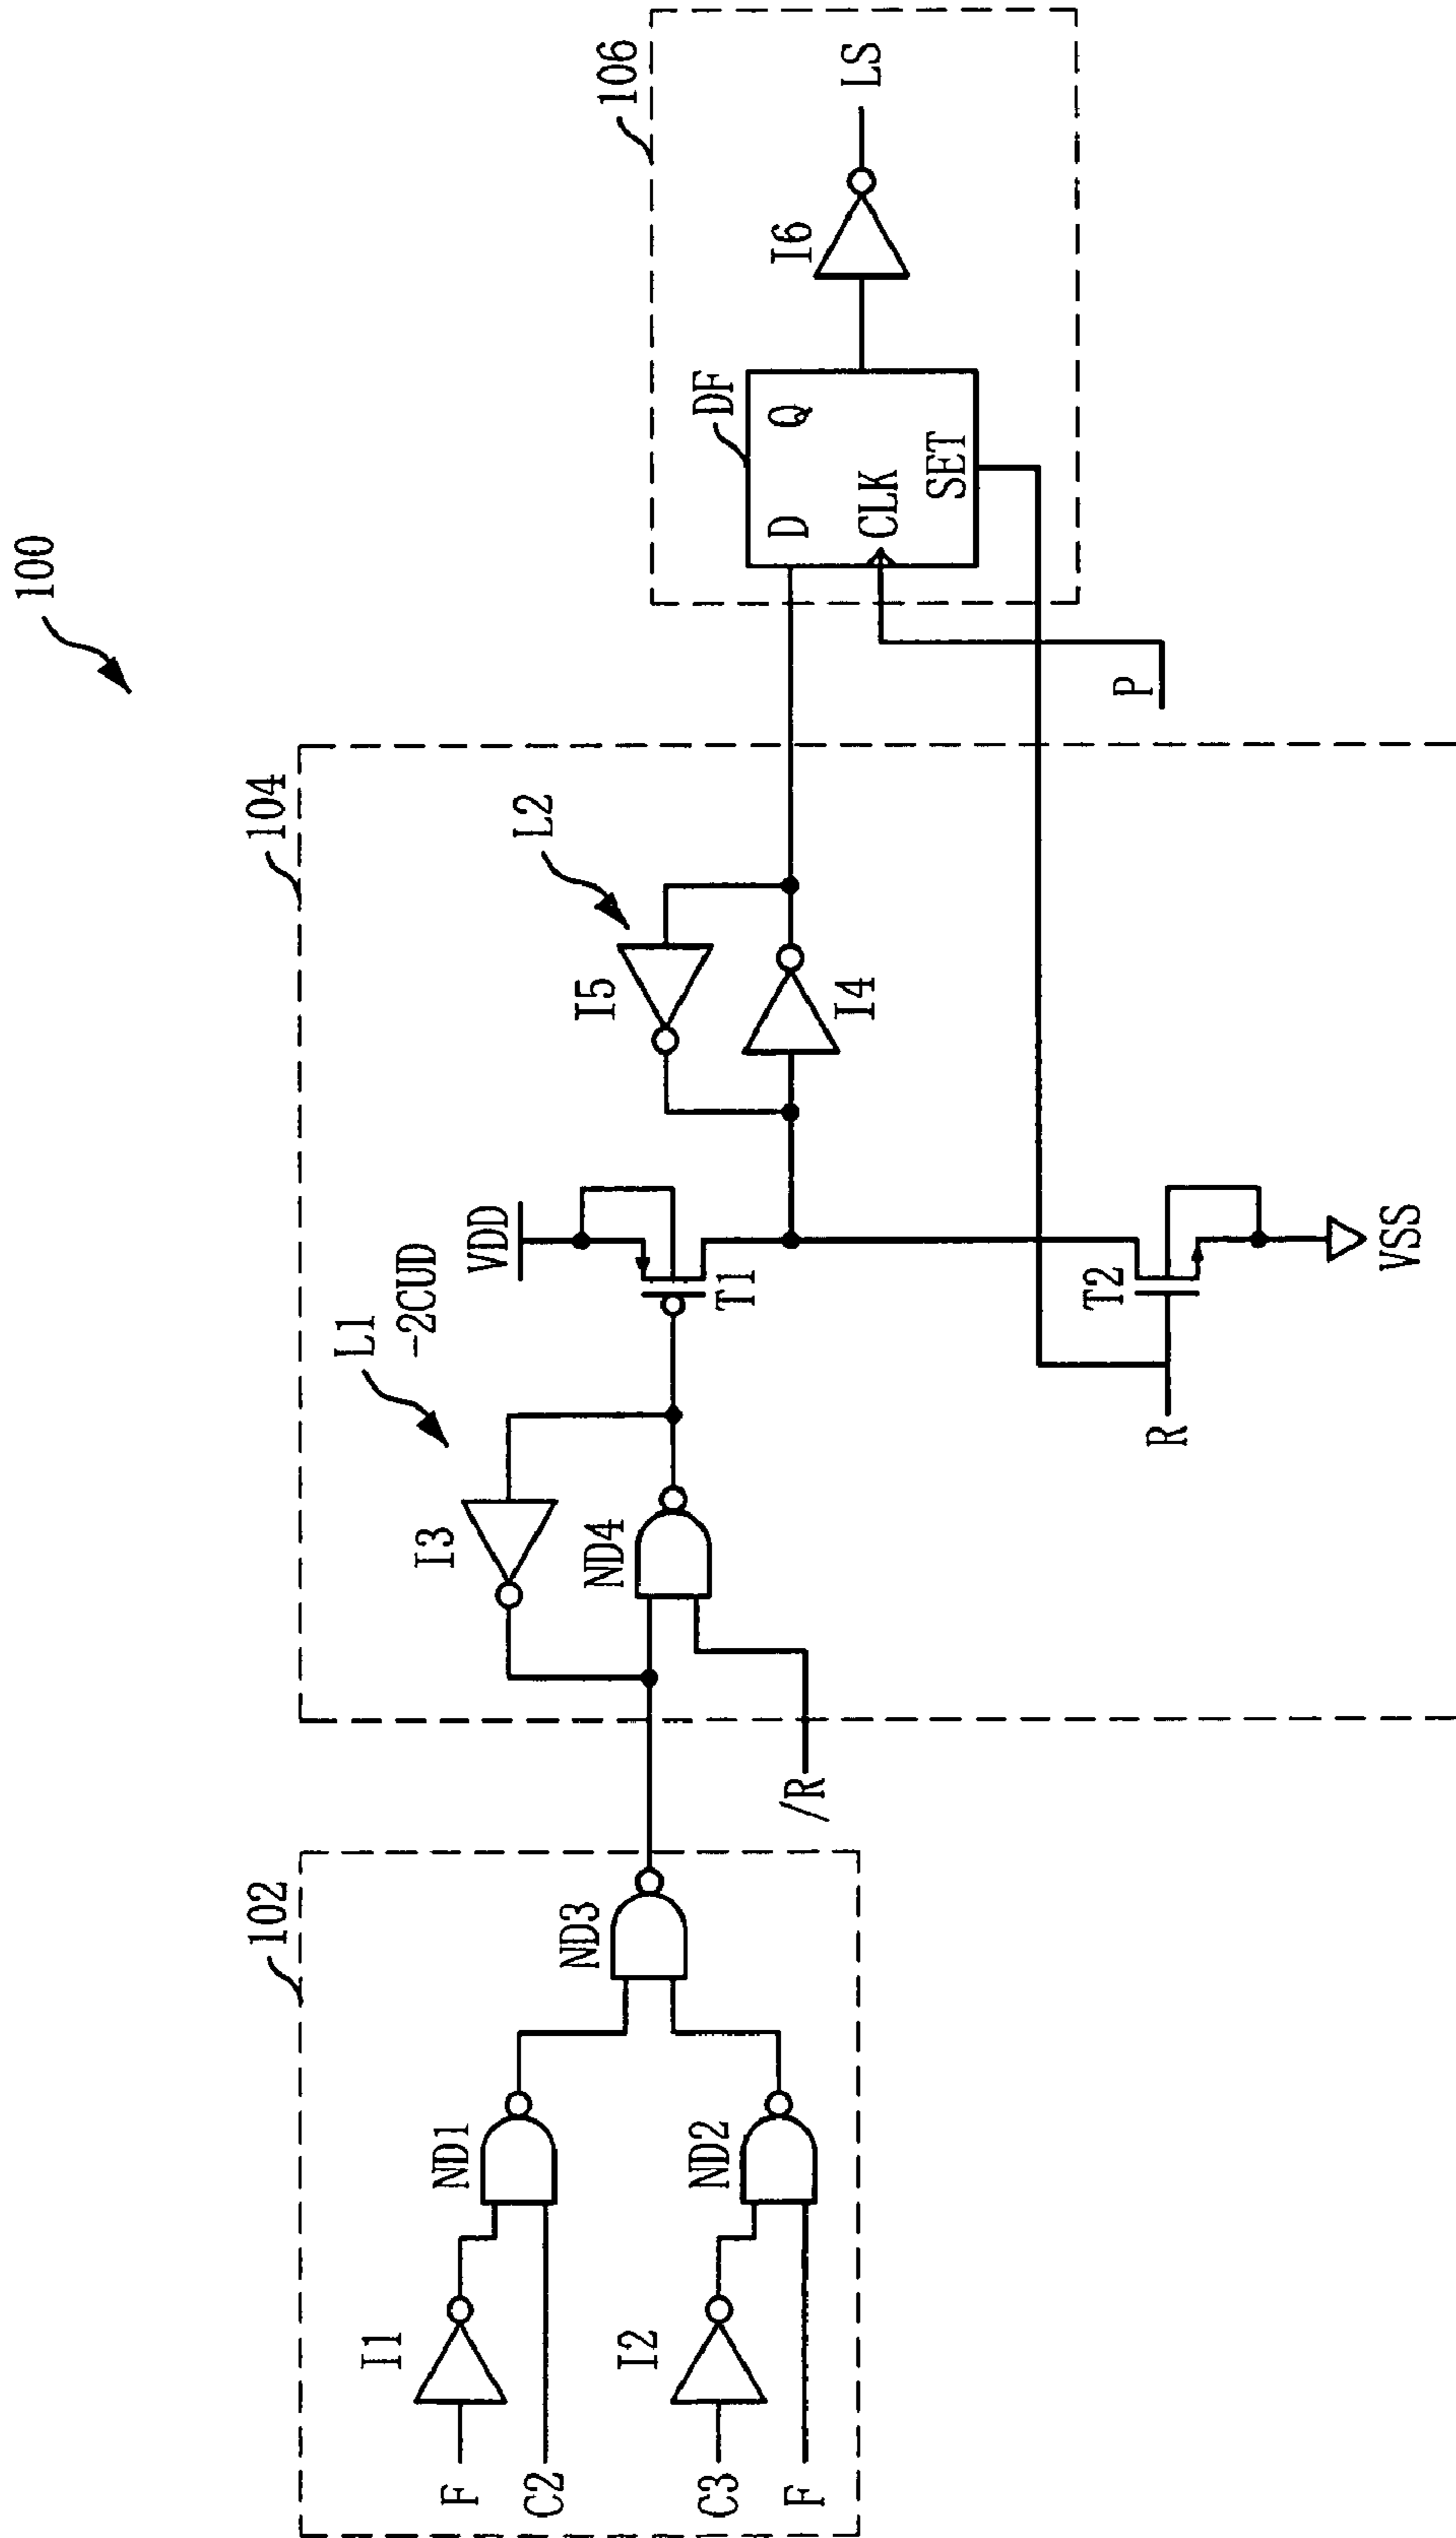 100
102
F
I1
C2
ND1
C3
I2
F
ND2
ND3
104
/R
I3
ND4
L1
-2CUD
VDD
T1
R
T2
VSS
L2
I5
I4
P
106
DF
D
Q
CLK
SET
I6
LS